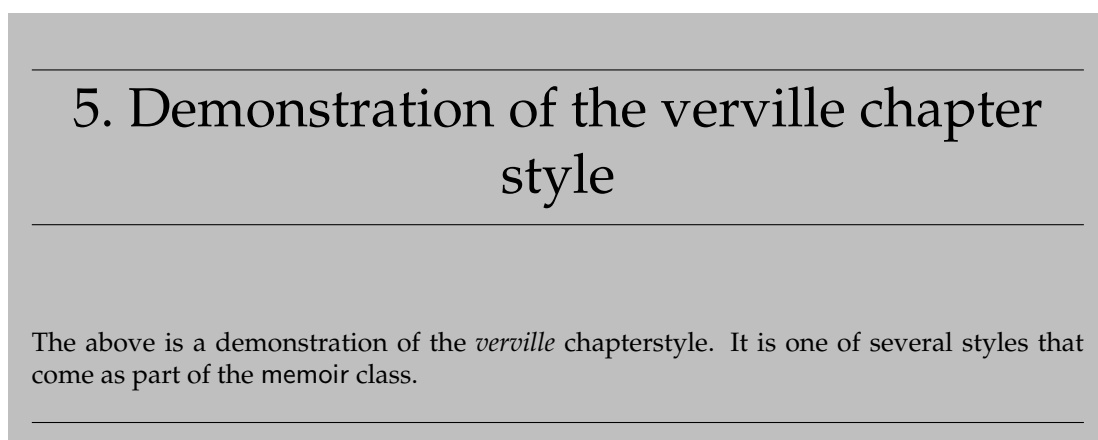 5. Demonstration of the verville chapter
style
The above is a demonstration of the verville chapterstyle. It is one of several styles that
come as part of the memoir class.